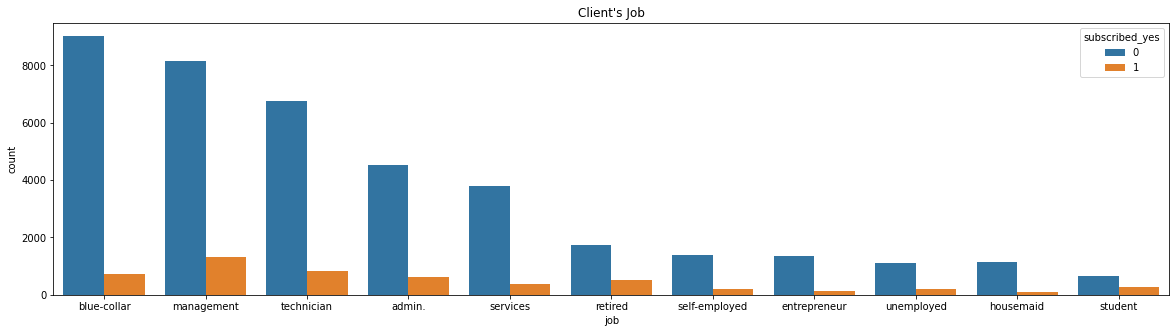 Client's Job
subscribed_yes
0
1
8000
6000
4000
2000
0
count
blue-collar management technician admin. services retired self-employed entrepreneur unemployed housemaid student
job